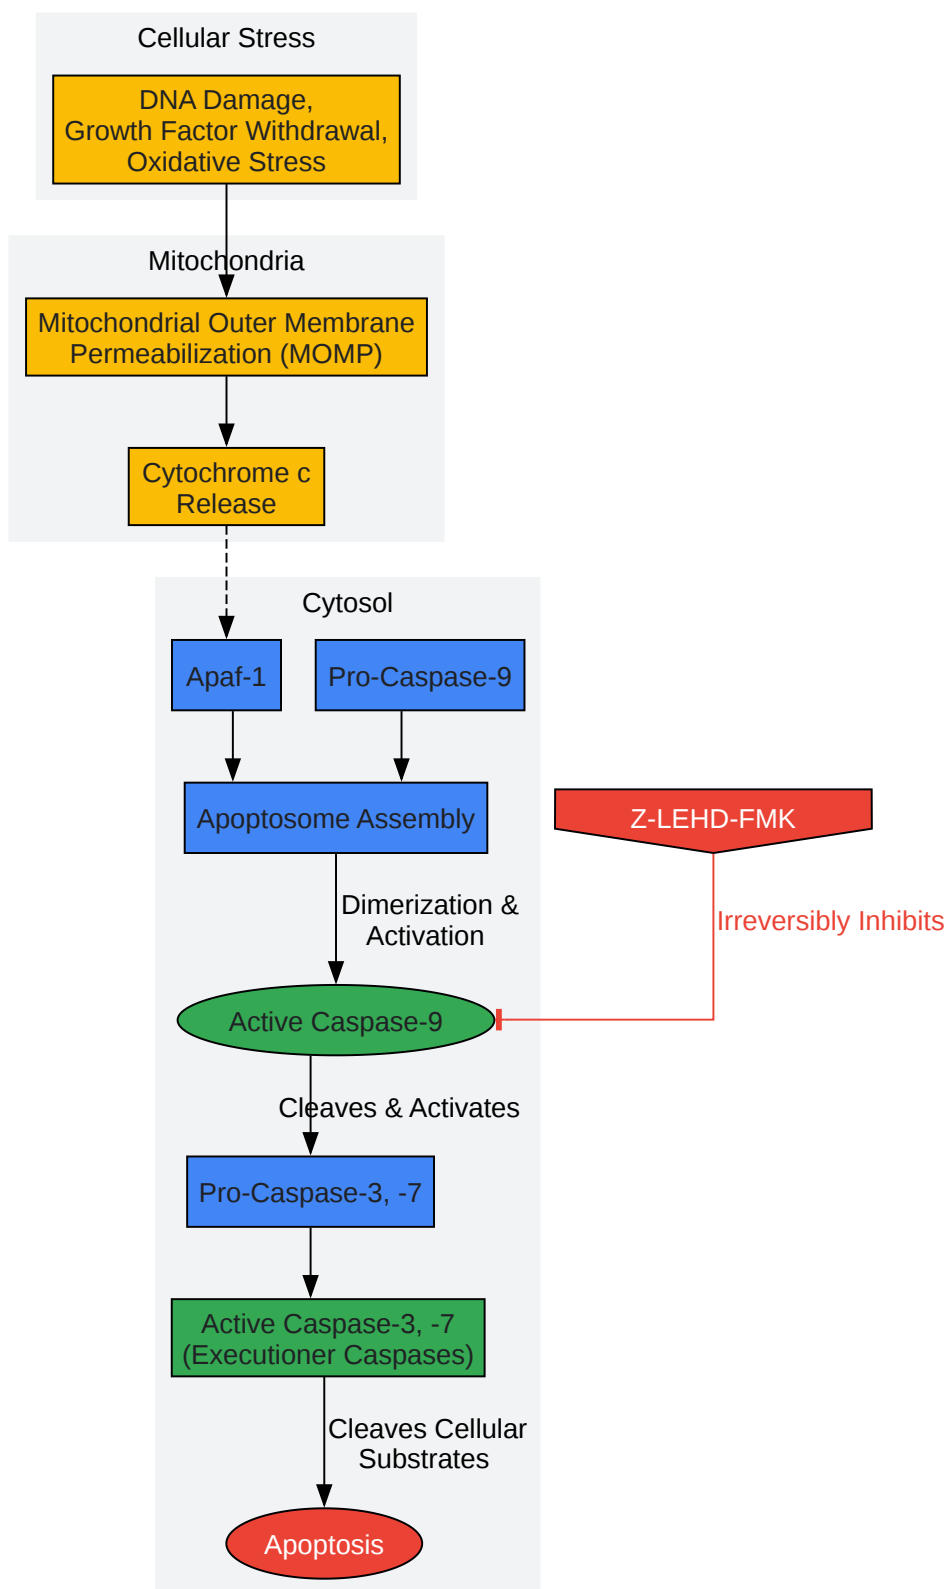 Cellular Stress
DNA Damage,
Growth Factor Withdrawal,
Oxidative Stress
Mitochondria
Mitochondrial Outer Membrane
Permeabilization (MOMP)
Cytochrome c
Release
Cytosol
Apaf-1
Pro-Caspase-9
Apoptosome Assembly
Z-LEHD-FMK
Dimerization &
Activation
Irreversibly Inhibits
Active Caspase-9
Cleaves & Activates
Pro-Caspase-3, -7
Active Caspase-3, -7
(Executioner Caspases)
Cleaves Cellular
Substrates
Apoptosis